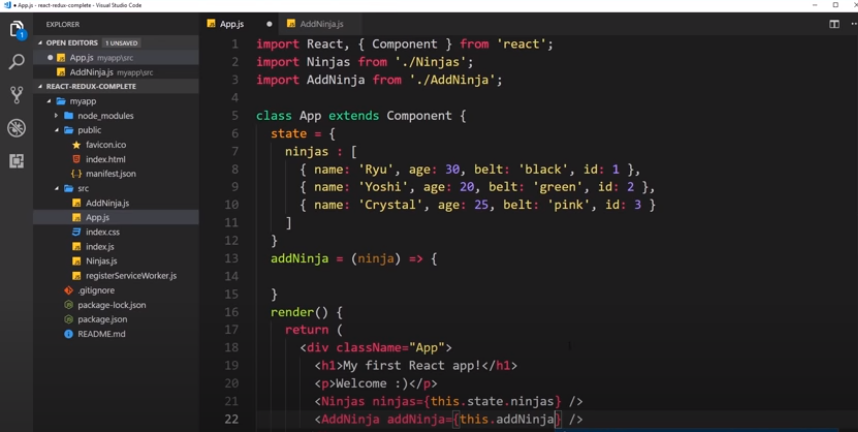 ● App.js - react-redux-complete - Visual Studio Code
EXPLORER
OPEN EDITORS 1 UNSAVED
● App.js myapp\src
AddNinja.js myapp\src
REACT-REDUX-COMPLETE
myapp
node_modules
public
favicon.ico
index.html
{..} manifest.json
src
AddNinja.js
App.js
index.css
index.js
Ninjas.js
registerServiceWorker.js
.gitignore
package-lock.json
package.json
README.md
1
App.js ● AddNinja.js
1 import React, { Component } from 'react';
2 import Ninjas from './Ninjas';
3 import AddNinja from './AddNinja';
4
5 class App extends Component {
6 state = {
7 ninjas : [
8 { name: 'Ryu', age: 30, belt: 'black', id: 1 },
9 { name: 'Yoshi', age: 20, belt: 'green', id: 2 },
10 { name: 'Crystal', age: 25, belt: 'pink', id: 3 }
11 ]
12 }
13 addNinja = (ninja) => {
14
15 }
16 render() {
17 return (
18 <div className="App">
19 <h1>My first React app!</h1>
20 <p>Welcome :)</p>
21 <Ninjas ninjas={this.state.ninjas} />
22 <AddNinja addNinja={this.addNinja} />